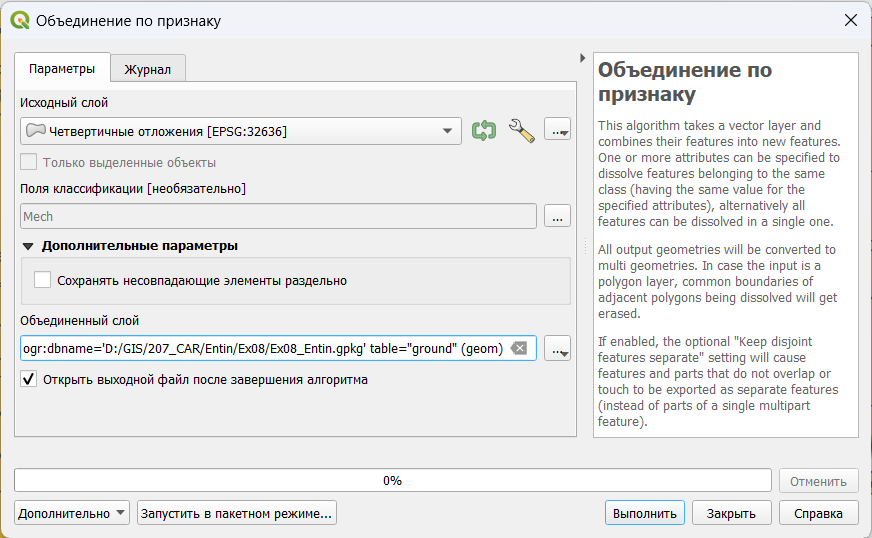 Объединение по признаку
Параметры
Журнал
Исходный слой
Четвертичные отложения [EPSG:32636]
...
Только выделенные объекты
Поля классификации [необязательно]
Mech
...
Дополнительные параметры
Сохранять несовпадающие элементы раздельно
Объединенный слой
ogr:dbname='D:/GIS/207_CAR/Entin/Ex08/Ex08_Entin.gpkg' table="ground" (geom)
...
Открыть выходной файл после завершения алгоритма
Объединение по
признаку
This algorithm takes a vector layer and
combines their features into new features.
One or more attributes can be specified to
dissolve features belonging to the same
class (having the same value for the
specified attributes), alternatively all
features can be dissolved in a single one.
All output geometries will be converted to
multi geometries. In case the input is a
polygon layer, common boundaries of
adjacent polygons being dissolved will get
erased.
If enabled, the optional "Keep disjoint
features separate" setting will cause
features and parts that do not overlap or
touch to be exported as separate features
(instead of parts of a single multipart
feature).
0%
Отменить
Дополнительно
Запустить в пакетном режиме...
Выполнить
Закрыть
Справка